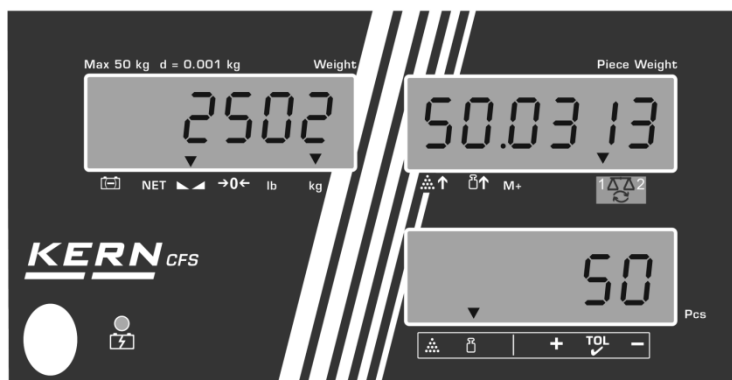 Max 50 kg d = 0.001 kg Weight
Piece Weight
2502
50.0313
NET →0← lb kg
M+ 1 2
KERN CFS
50
Pcs
+ TOL −